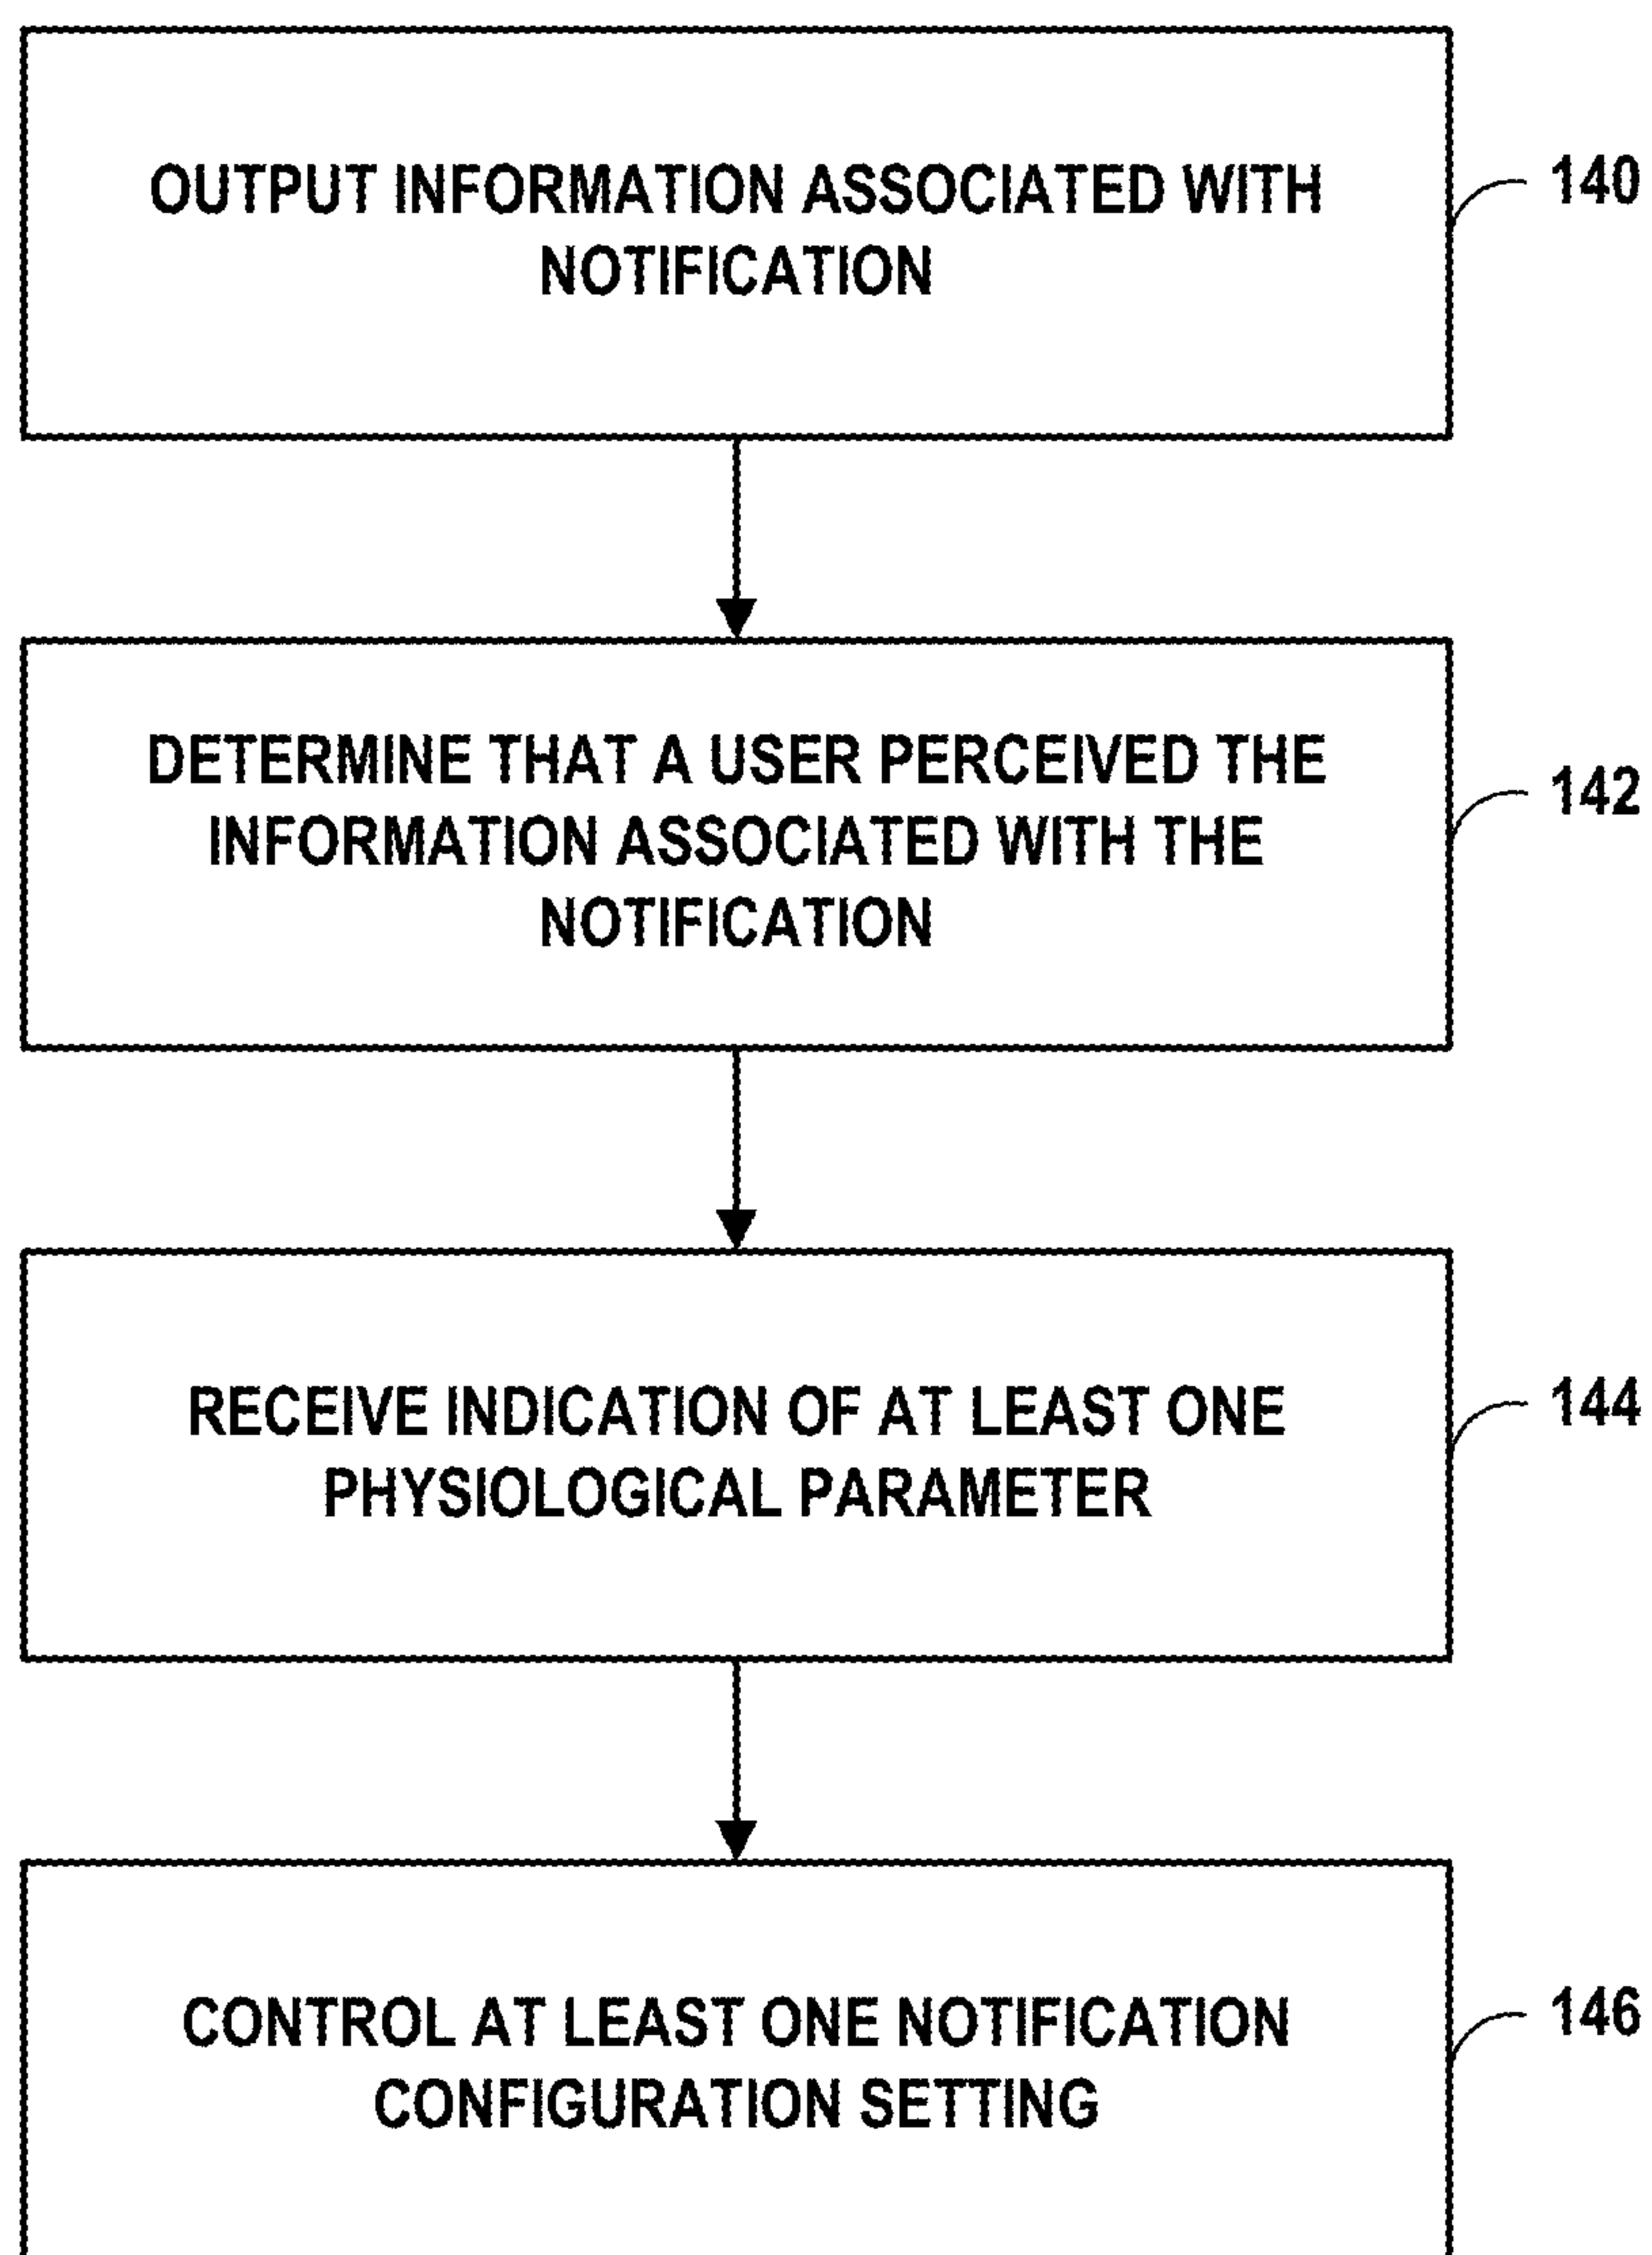 OUTPUT INFORMATION ASSOCIATED WITH
NOTIFICATION
140
DETERMINE THAT A USER PERCEIVED THE
INFORMATION ASSOCIATED WITH THE
NOTIFICATION
142
RECEIVE INDICATION OF AT LEAST ONE
PHYSIOLOGICAL PARAMETER
144
CONTROL AT LEAST ONE NOTIFICATION
CONFIGURATION SETTING
146